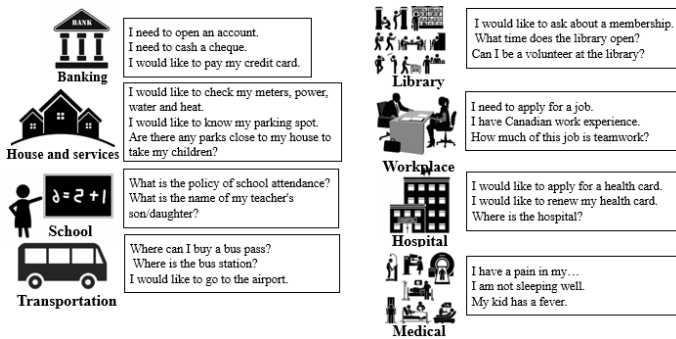 BANK
Banking
I need to open an account.
I need to cash a cheque.
I would like to pay my credit card.
House and services
I would like to check my meters, power,
water and heat.
I would like to know my parking spot.
Are there any parks close to my house to
take my children?
School
What is the policy of school attendance?
What is the name of my teacher's
son/daughter?
Transportation
Where can I buy a bus pass?
Where is the bus station?
I would like to go to the airport.
Library
I would like to ask about a membership.
What time does the library open?
Can I be a volunteer at the library?
Workplace
I need to apply for a job.
I have Canadian work experience.
How much of this job is teamwork?
Hospital
I would like to apply for a health card.
I would like to renew my health card.
Where is the hospital?
Medical
I have a pain in my…
I am not sleeping well.
My kid has a fever.